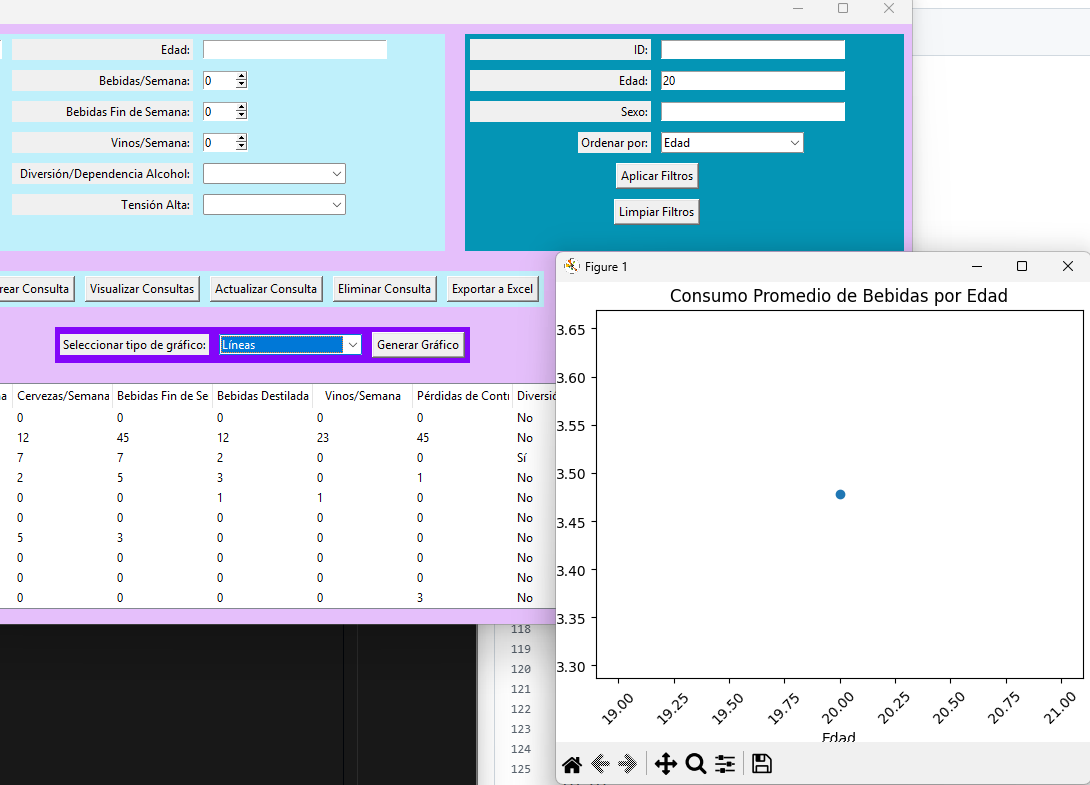 Edad:
Bebidas/Semana: 0
Bebidas Fin de Semana: 0
Vinos/Semana: 0
Diversión/Dependencia Alcohol:
Tensión Alta:
ID:
Edad: 20
Sexo:
Ordenar por: Edad
Aplicar Filtros
Limpiar Filtros
rear Consulta Visualizar Consultas Actualizar Consulta Eliminar Consulta Exportar a Excel
Seleccionar tipo de gráfico: Líneas Generar Gráfico
a Cervezas/Semana Bebidas Fin de Se Bebidas Destilada Vinos/Semana Pérdidas de Contr Diversió
0 0 0 0 0 No
12 45 12 23 45 No
7 7 2 0 0 Sí
2 5 3 0 1 No
0 0 1 1 0 No
0 0 0 0 0 No
5 3 0 0 0 No
0 0 0 0 0 No
0 0 0 0 0 No
0 0 0 0 3 No
118
119
120
121
122
123
124
125
Figure 1
Consumo Promedio de Bebidas por Edad
3.65
3.60
3.55
3.50
3.45
3.40
3.35
3.30
19.00 19.25 19.50 19.75 20.00 20.25 20.50 20.75 21.00
Edad